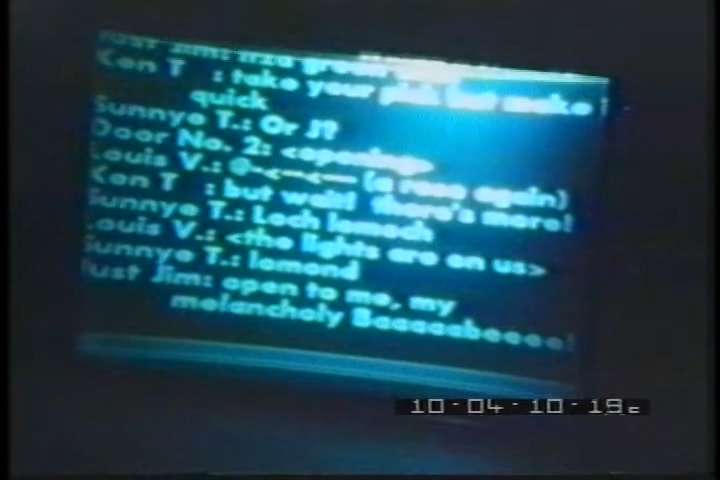 Just Jim:
Ken T : take your pick but make
quick
Sunnye T.: Or J?
Door No. 2: <opening>
Louis V.: @-<-<-- (a rose again)
Ken T : but wait! there's more!
Sunnye T.: Loch lomoch
Louis V.: <the lights are on us>
Sunnye T.: lomond
Just Jim: open to me, my
melancholy Baaaaabeeee!
10-04-10-19